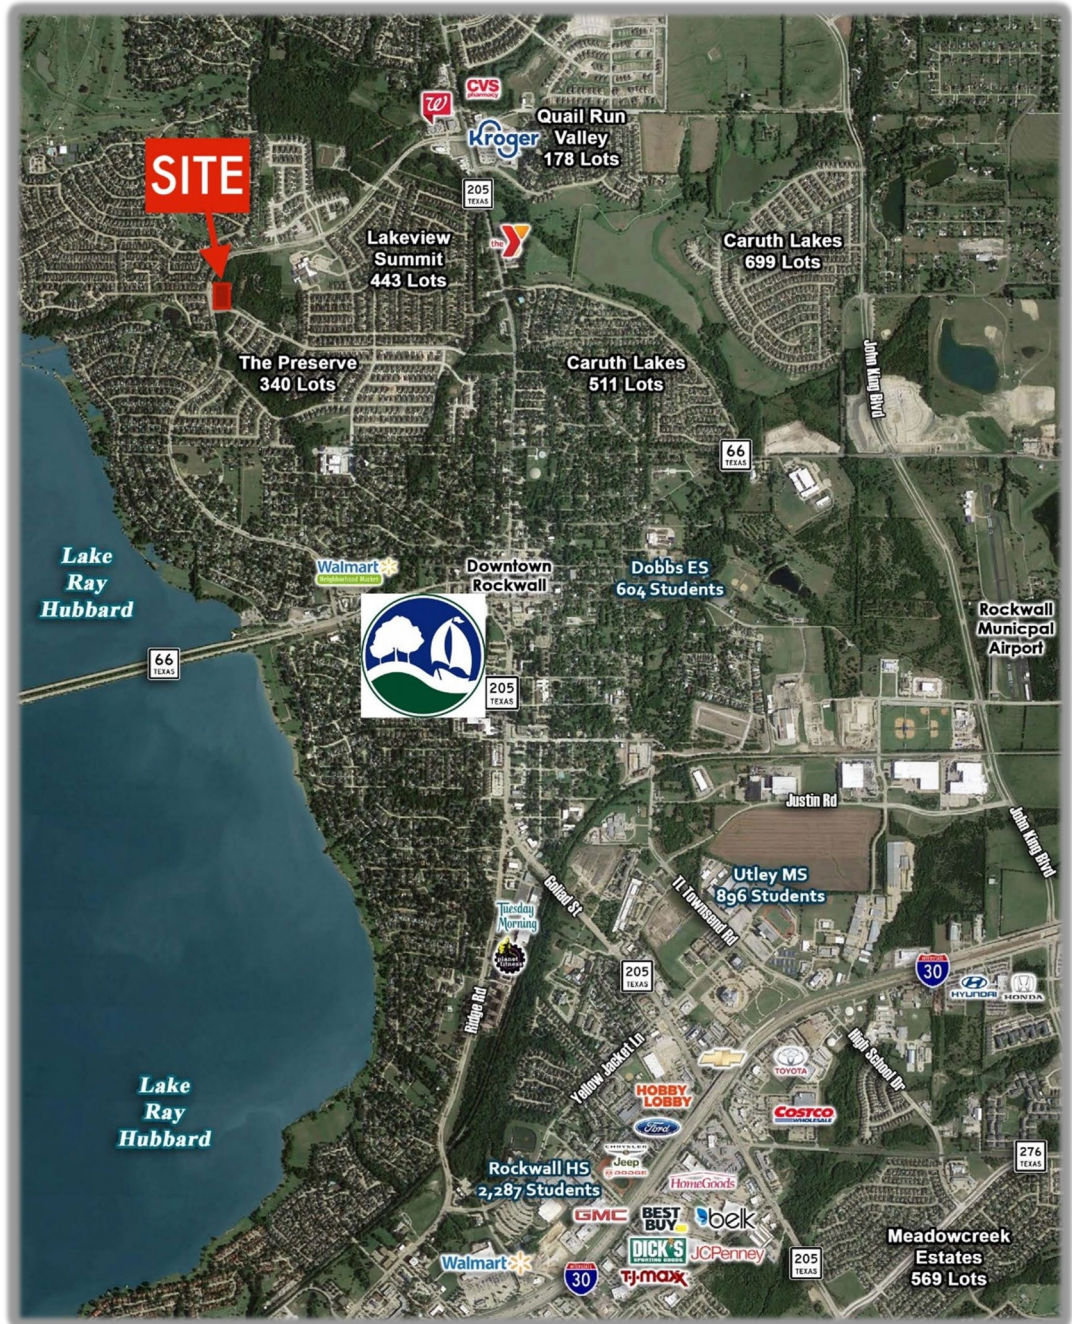 CVS
pharmacy
W
Kroger
Quail Run
Valley
178 Lots
SITE
205
TEXAS
the
Y
Lakeview
Summit
443 Lots
Caruth Lakes
699 Lots
The Preserve
340 Lots
Caruth Lakes
511 Lots
John King Blvd
66
TEXAS
Lake
Ray
Hubbard
Walmart
Neighborhood Market
Downtown
Rockwall
Dobbs ES
604 Students
Rockwall
Municpal
Airport
66
TEXAS
205
TEXAS
Justin Rd
John King Blvd
Utley MS
896 Students
Goliad St
TL Townsend Rd
Tuesday
Morning
planet
fitness
205
TEXAS
INTERSTATE
30
HYUNDAI
HONDA
Ridge Rd
Yellow Jacket Ln
High School Dr
TOYOTA
HOBBY
LOBBY
COSTCO
WHOLESALE
Ford
Lake
Ray
Hubbard
CHRYSLER
Jeep
DODGE
276
TEXAS
Rockwall HS
2,287 Students
HomeGoods
GMC
BEST
BUY
belk
DICK'S
SPORTING GOODS
JCPenney
Walmart
INTERSTATE
30
T.J.maxx
205
TEXAS
Meadowcreek
Estates
569 Lots